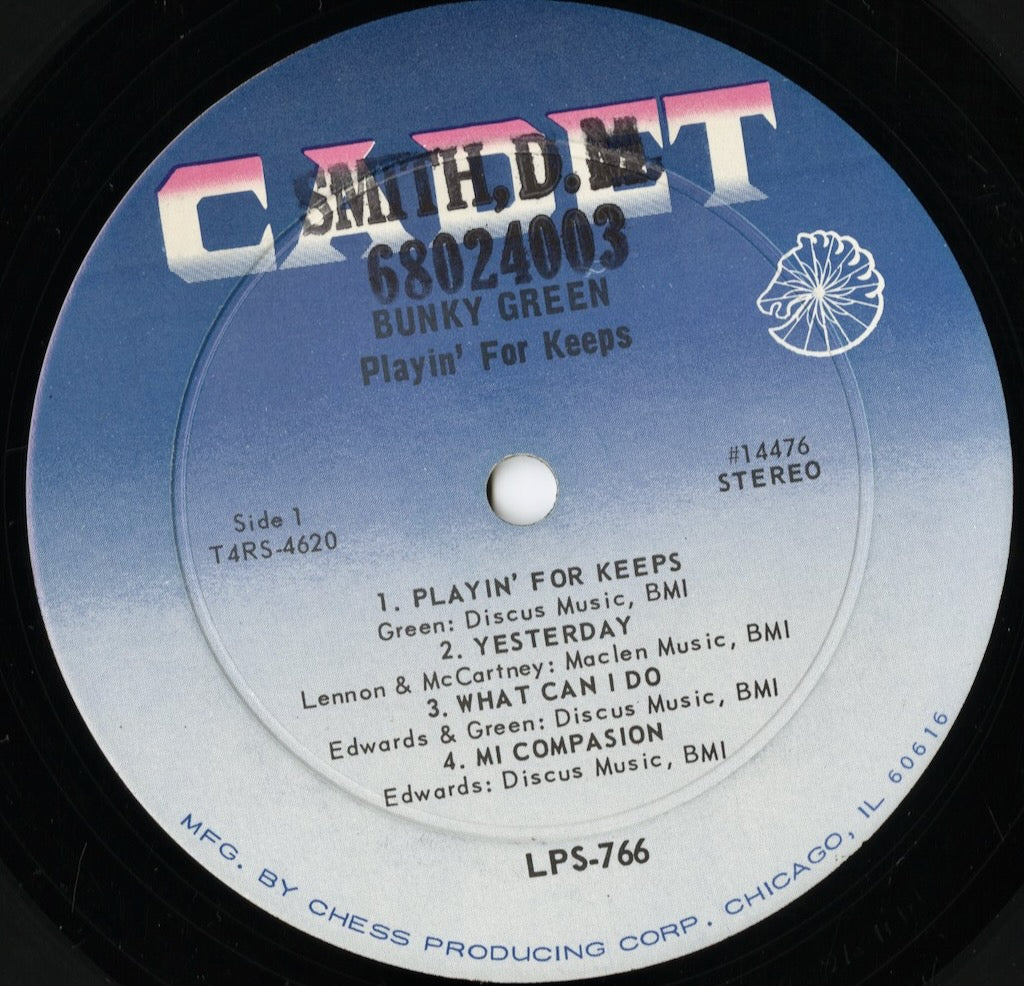 CADET
SMITH, D. M.
68024003
BUNKY GREEN
Playin' For Keeps
#14476
STEREO
Side 1
T4RS-4620
1. PLAYIN' FOR KEEPS
Green: Discus Music, BMI
2. YESTERDAY
Lennon & McCartney: Maclen Music, BMI
3. WHAT CAN I DO
Edwards & Green: Discus Music, BMI
4. MI COMPASION
Edwards: Discus Music, BMI
LPS-766
MFG. BY CHESS PRODUCING CORP. CHICAGO, IL 60616